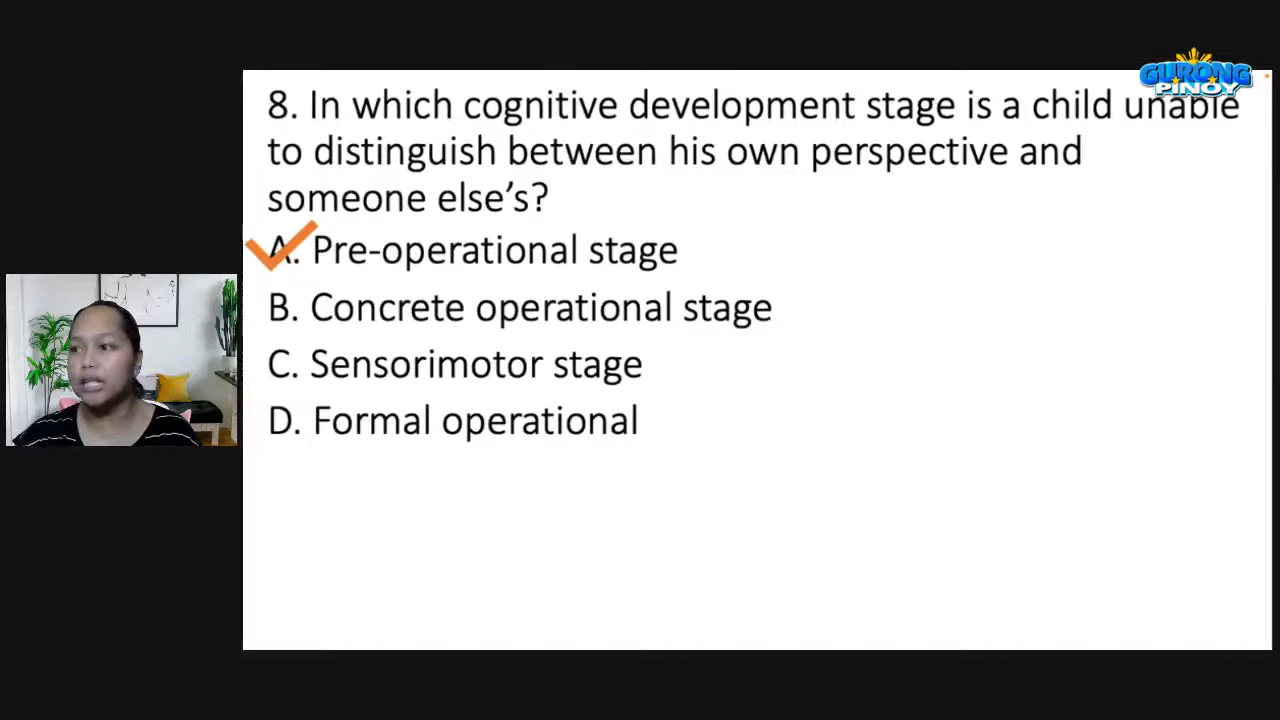 GURONG
PINOY
8. In which cognitive development stage is a child unable
to distinguish between his own perspective and
someone else’s?
A. Pre-operational stage
B. Concrete operational stage
C. Sensorimotor stage
D. Formal operational